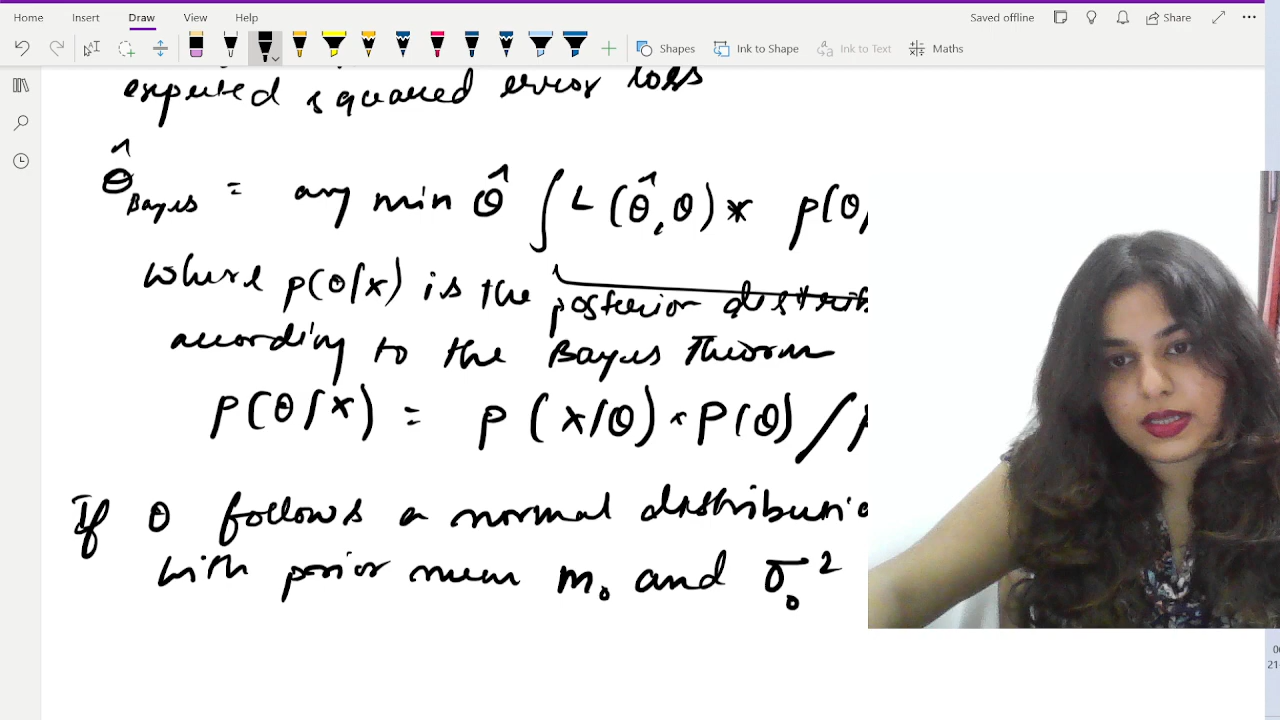 Home Insert Draw View Help Saved offline Share
Shapes Ink to Shape Ink to Text Maths
expected squared error loss
θ̂ Bayes = arg min θ̂ ∫ L (θ̂, θ) * p(θ/
where p(θ/x) is the posterior distrib
according to the Bayes Theorm
P(θ/x) = P (x/θ) * P(θ) / P
If θ follows a normal distributio
with prior mean m₀ and σ₀²